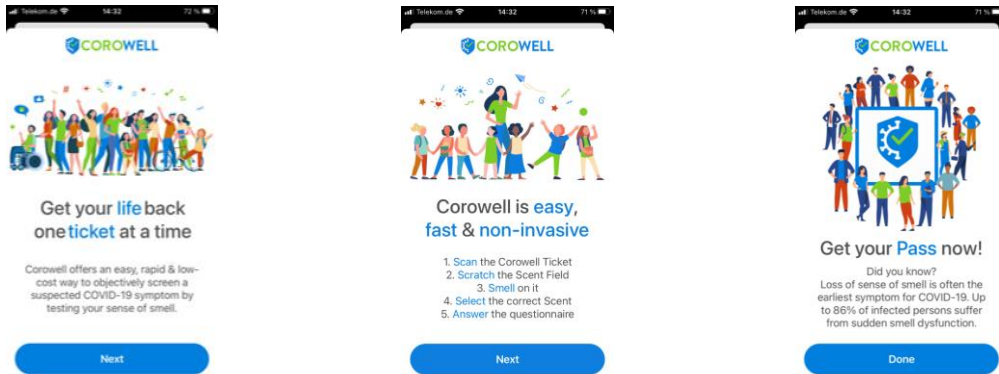 Telekom.de 14:32 72 %
COROWELL
Get your life back
one ticket at a time
Corowell offers an easy, rapid & low-
cost way to objectively screen a
suspected COVID-19 symptom by
testing your sense of smell.
Next
Telekom.de 14:32 71 %
COROWELL
Corowell is easy,
fast & non-invasive
1. Scan the Corowell Ticket
2. Scratch the Scent Field
3. Smell on it
4. Select the correct Scent
5. Answer the questionnaire
Next
Telekom.de 14:32 71 %
COROWELL
Get your Pass now!
Did you know?
Loss of sense of smell is often the
earliest symptom for COVID-19. Up
to 86% of infected persons suffer
from sudden smell dysfunction.
Done